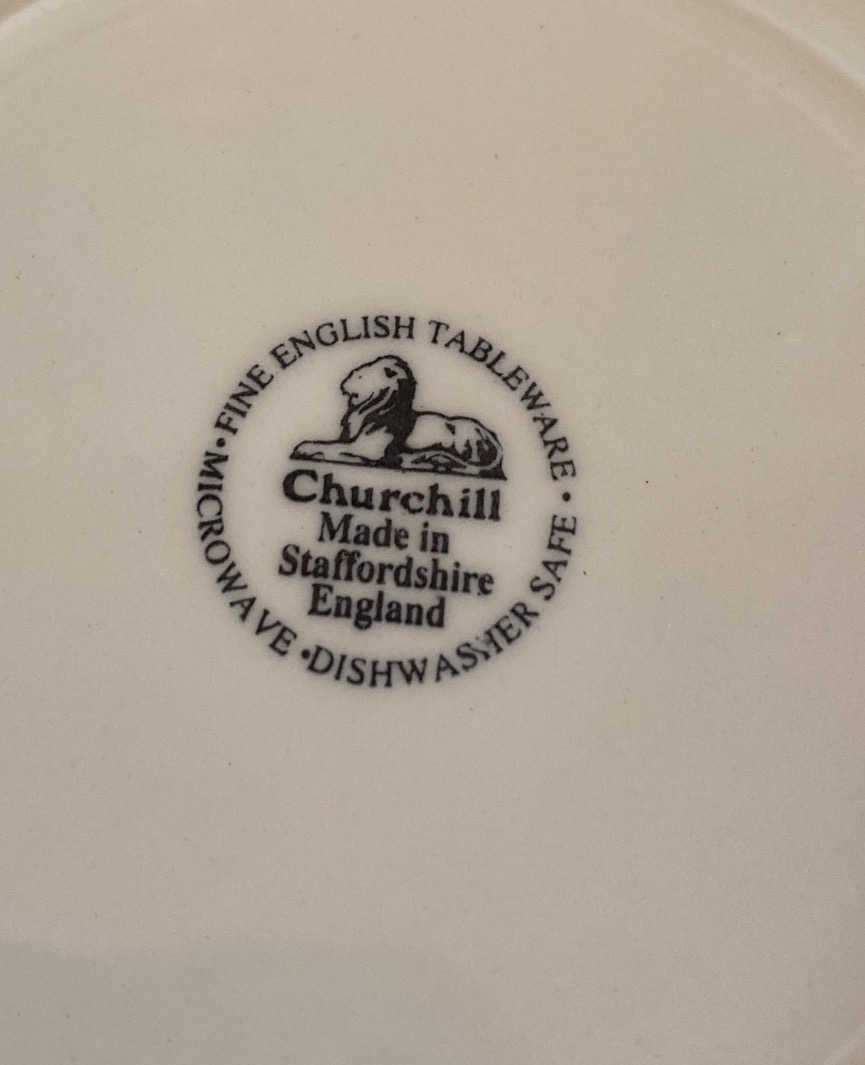 • FINE ENGLISH TABLEWARE •
Churchill
Made in
Staffordshire
England
MICROWAVE • DISHWASHER SAFE